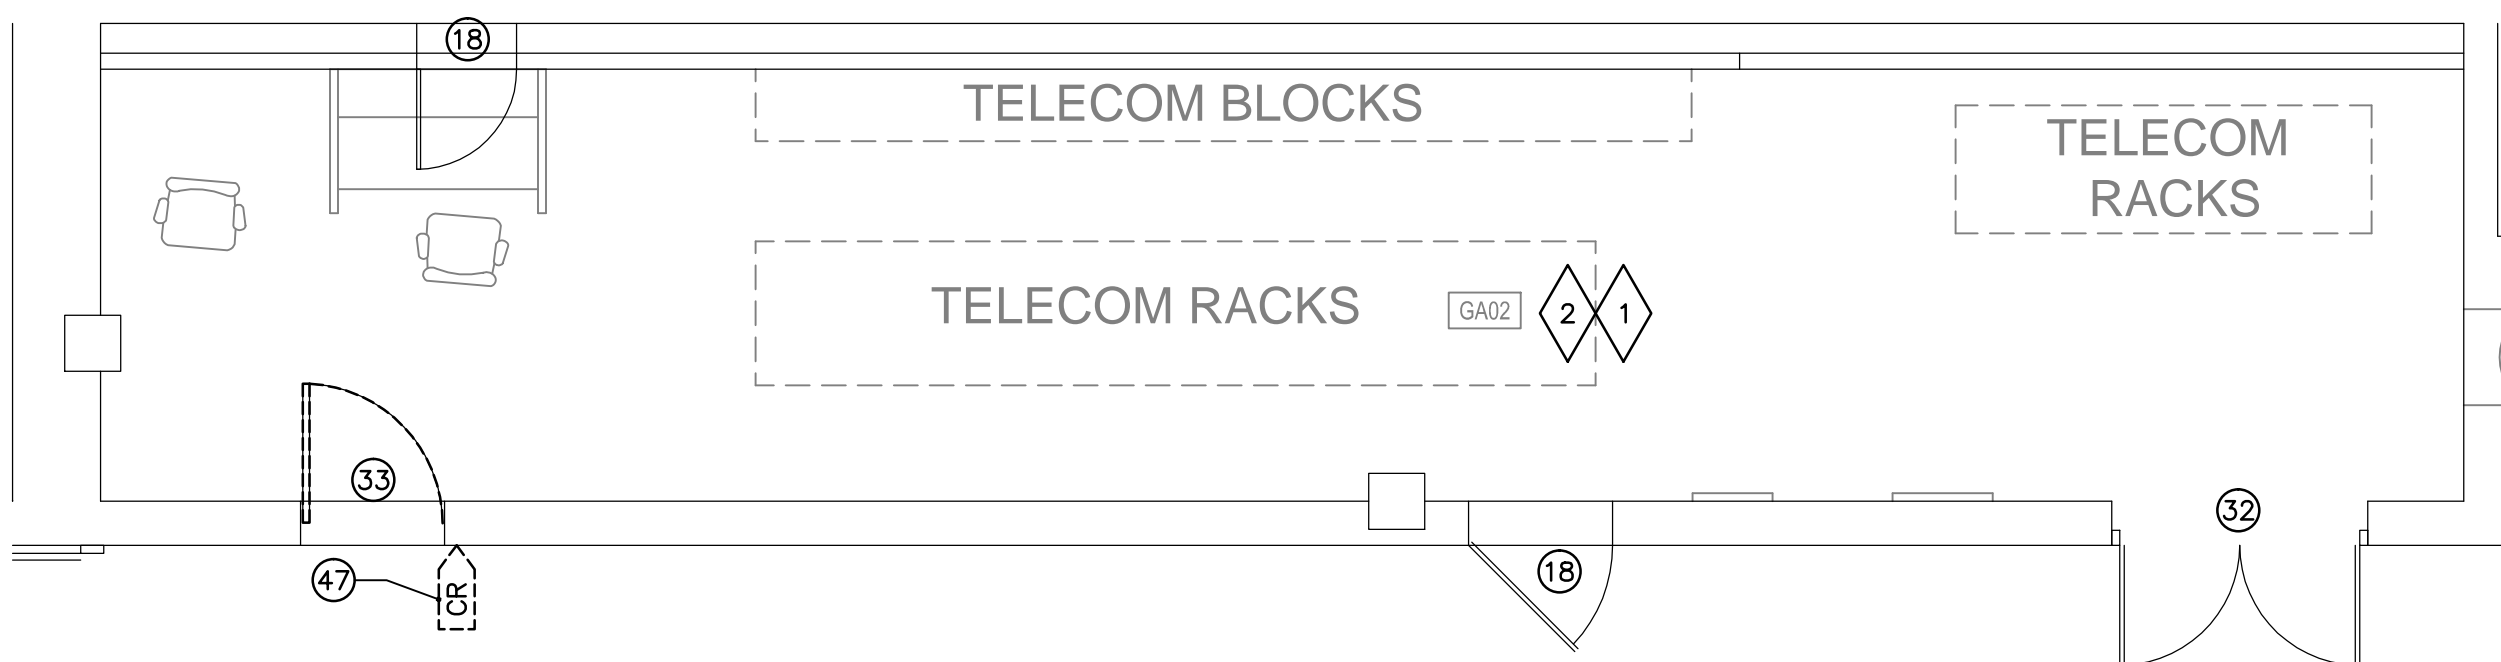 18
TELECOM BLOCKS
TELECOM
RACKS
TELECOM RACKS
GA02
2
1
33
32
18
47
CR